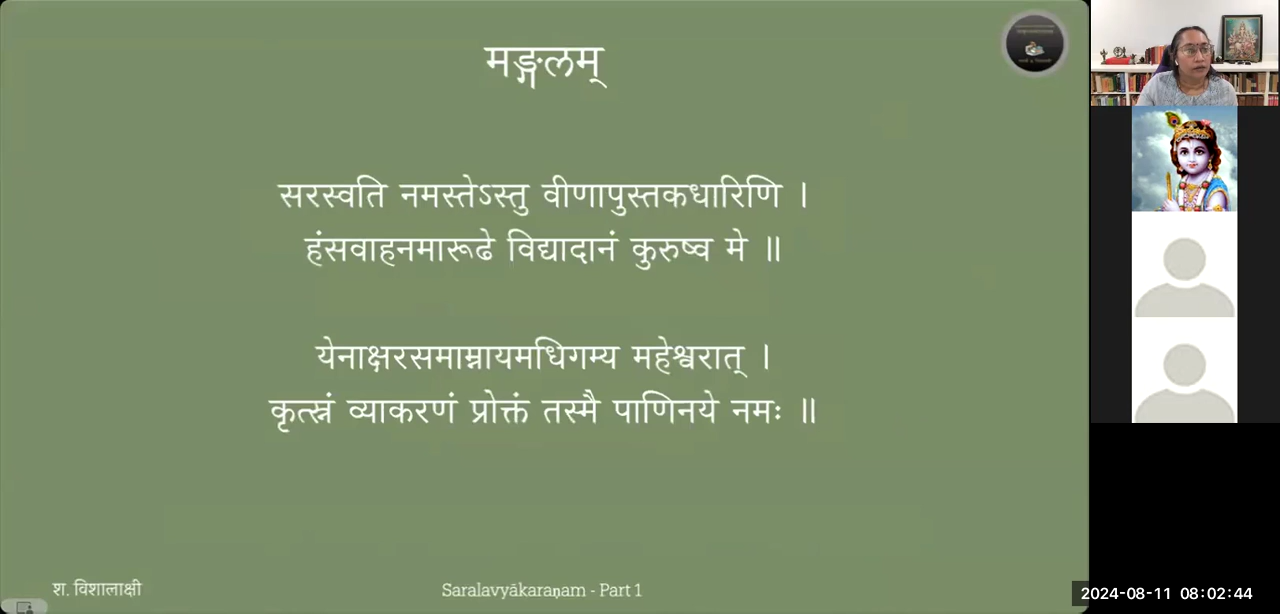 मङ्गलम्
सरस्वति नमस्तेऽस्तु वीणापुस्तकधारिणि ।
हंसवाहनमारूढे विद्यादानं कुरुष्व मे ॥
येनाक्षरसमाम्नायमधिगम्य महेश्वरात् ।
कृत्स्नं व्याकरणं प्रोक्तं तस्मै पाणिनये नमः ॥
श. विशालाक्षी
Saralavyākaraṇam - Part 1
2024-08-11 08:02:44